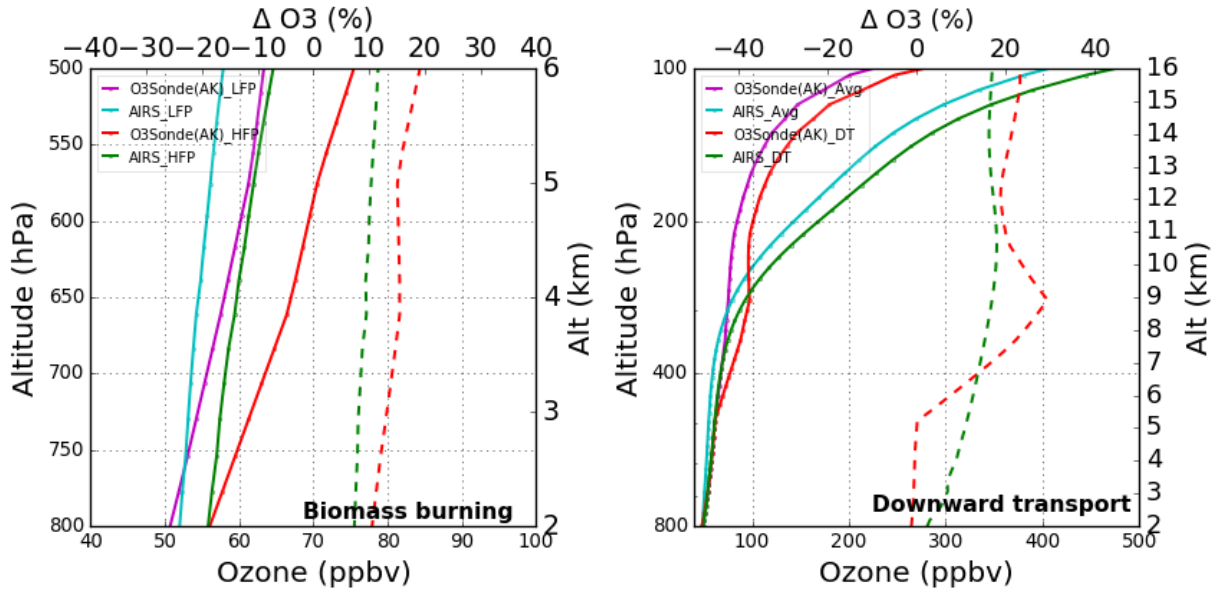 Δ O3 (%)
−40 −30 −20 −10 0 10 20 30 40
500 6
O3Sonde(AK)_LFP
AIRS_LFP
O3Sonde(AK)_HFP
AIRS_HFP
550
5
600
650 4
700
3
750
Biomass burning
800 2
40 50 60 70 80 90 100
Ozone (ppbv)
Altitude (hPa)
Alt (km)
Δ O3 (%)
−40 −20 0 20 40
100 16
O3Sonde(AK)_Avg
AIRS_Avg
O3Sonde(AK)_DT
AIRS_DT
15
14
13
12
200 11
10
9
8
7
400
6
5
4
Downward transport 3
800 2
100 200 300 400 500
Ozone (ppbv)
Altitude (hPa)
Alt (km)